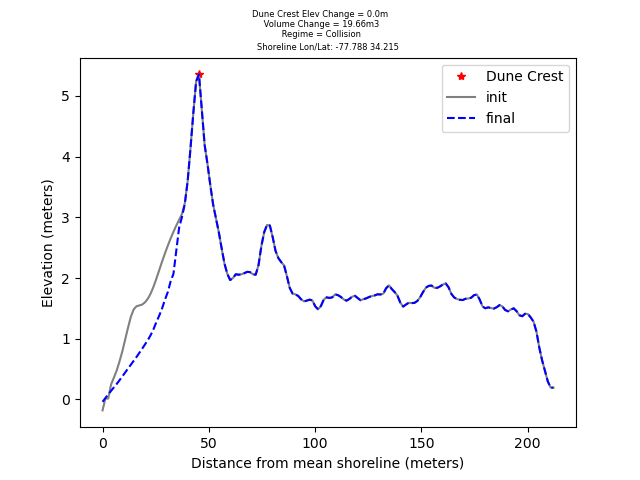 Dune Crest Elev Change = 0.0m
Volume Change = 19.66m3
Regime = Collision
Shoreline Lon/Lat: -77.788 34.215
Dune Crest
init
final
5
4
3
2
1
0
Elevation (meters)
0 50 100 150 200
Distance from mean shoreline (meters)